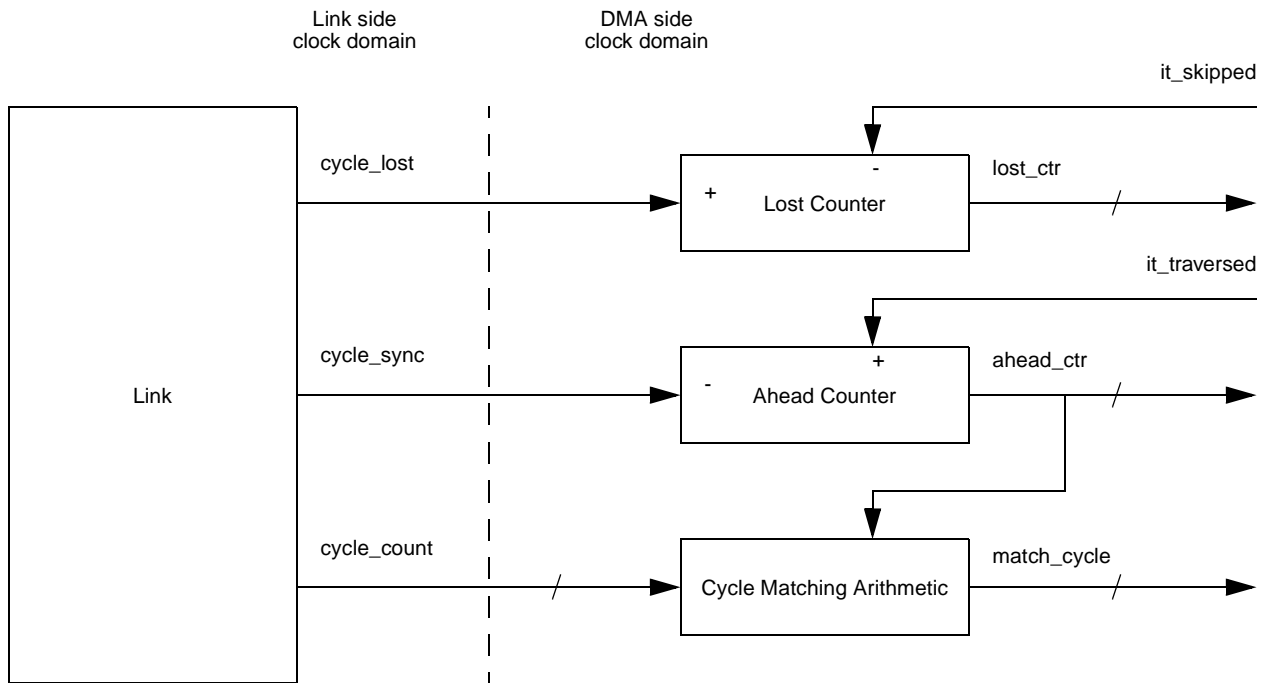 Link side
clock domain
DMA side
clock domain
it_skipped
cycle_lost
-
lost_ctr
+
Lost Counter
it_traversed
cycle_sync
+
ahead_ctr
Link
-
Ahead Counter
cycle_count
match_cycle
Cycle Matching Arithmetic